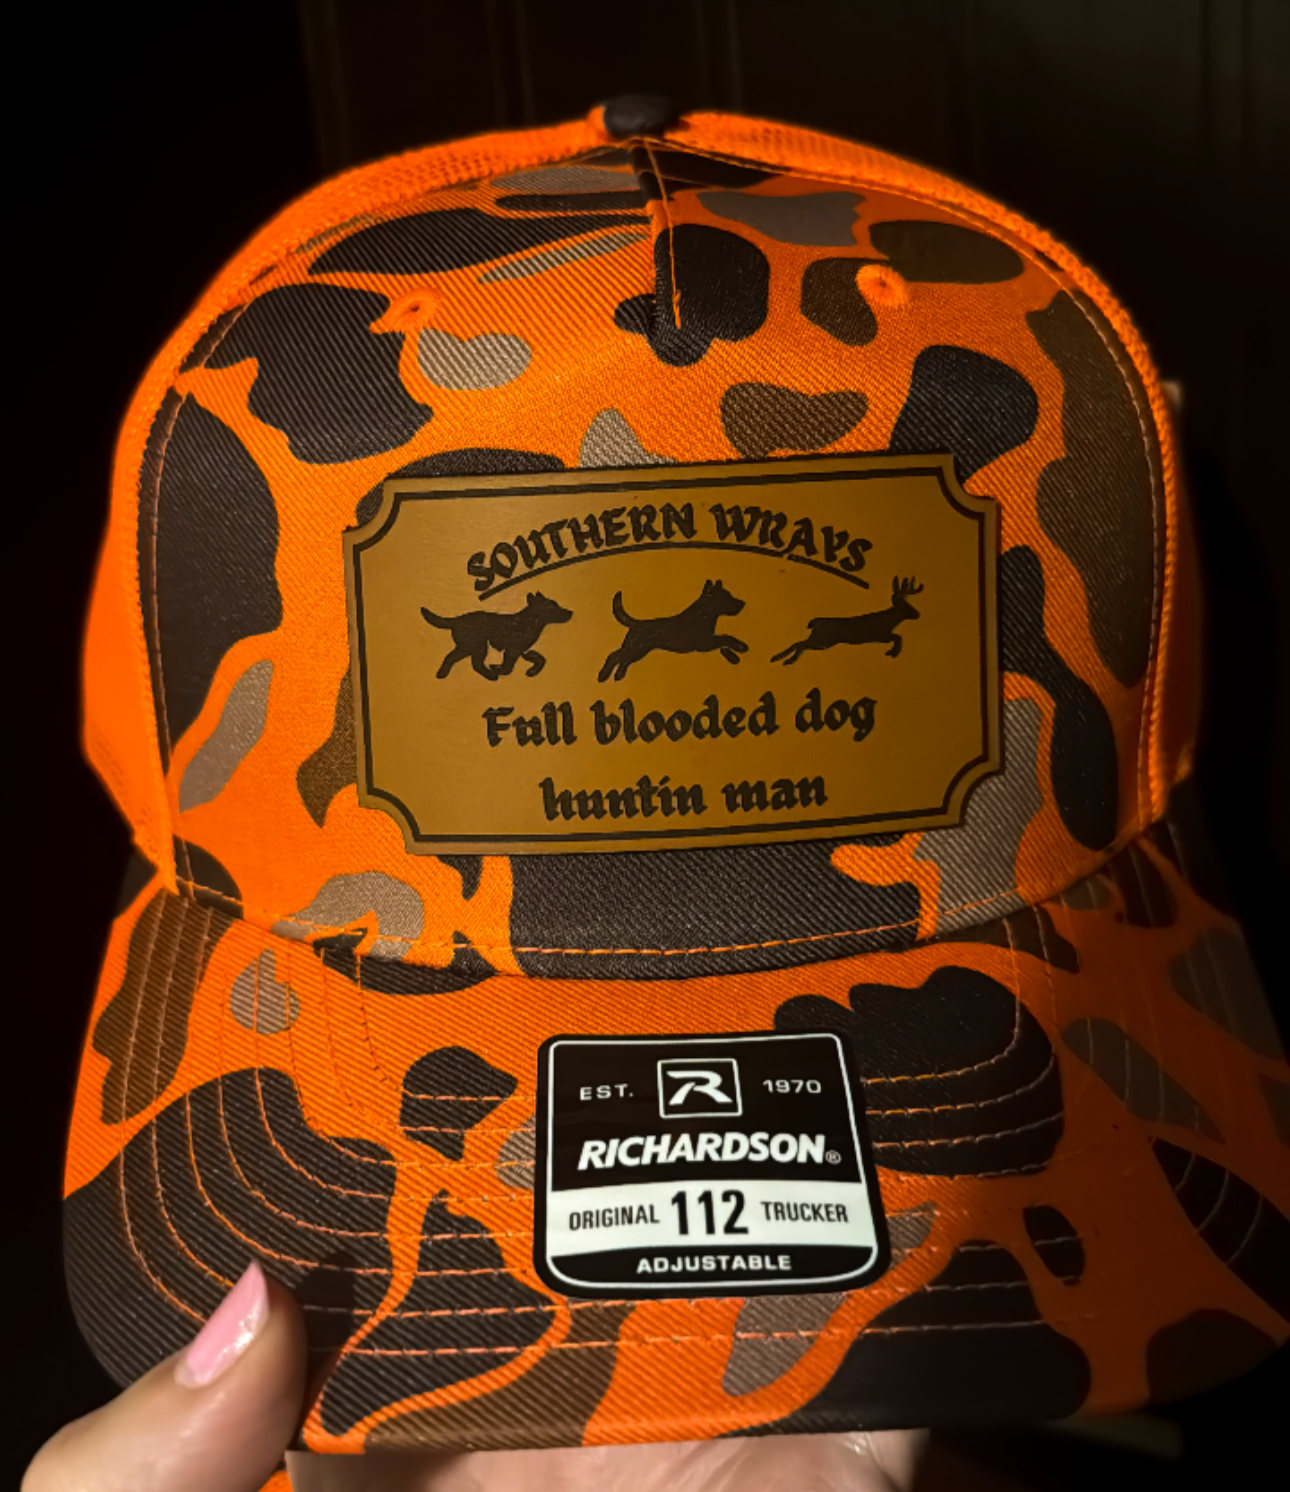 SOUTHERN WRAPS
Full blooded dog
huntin man
EST. R 1970
RICHARDSON®
ORIGINAL 112 TRUCKER
ADJUSTABLE